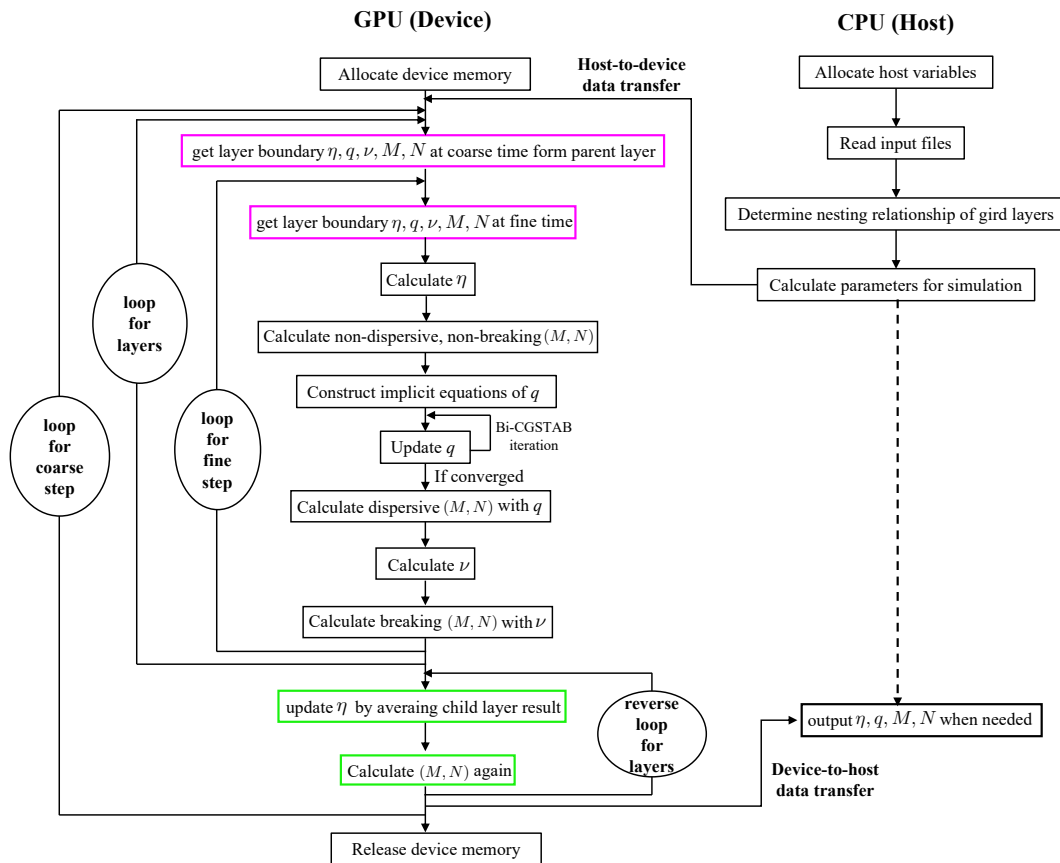 GPU (Device)
CPU (Host)
Allocate device memory
Host-to-device
data transfer
Allocate host variables
Read input files
get layer boundary η, q, ν, M, N at coarse time form parent layer
get layer boundary η, q, ν, M, N at fine time
Determine nesting relationship of gird layers
Calculate η
Calculate parameters for simulation
loop
for
layers
Calculate non-dispersive, non-breaking (M, N)
Construct implicit equations of q
loop
for
coarse
step
loop
for
fine
step
Bi-CGSTAB
iteration
Update q
If converged
Calculate dispersive (M, N) with q
Calculate ν
Calculate breaking (M, N) with ν
update η by averaing child layer result
reverse
loop
for
layers
output η, q, M, N when needed
Calculate (M, N) again
Device-to-host
data transfer
Release device memory